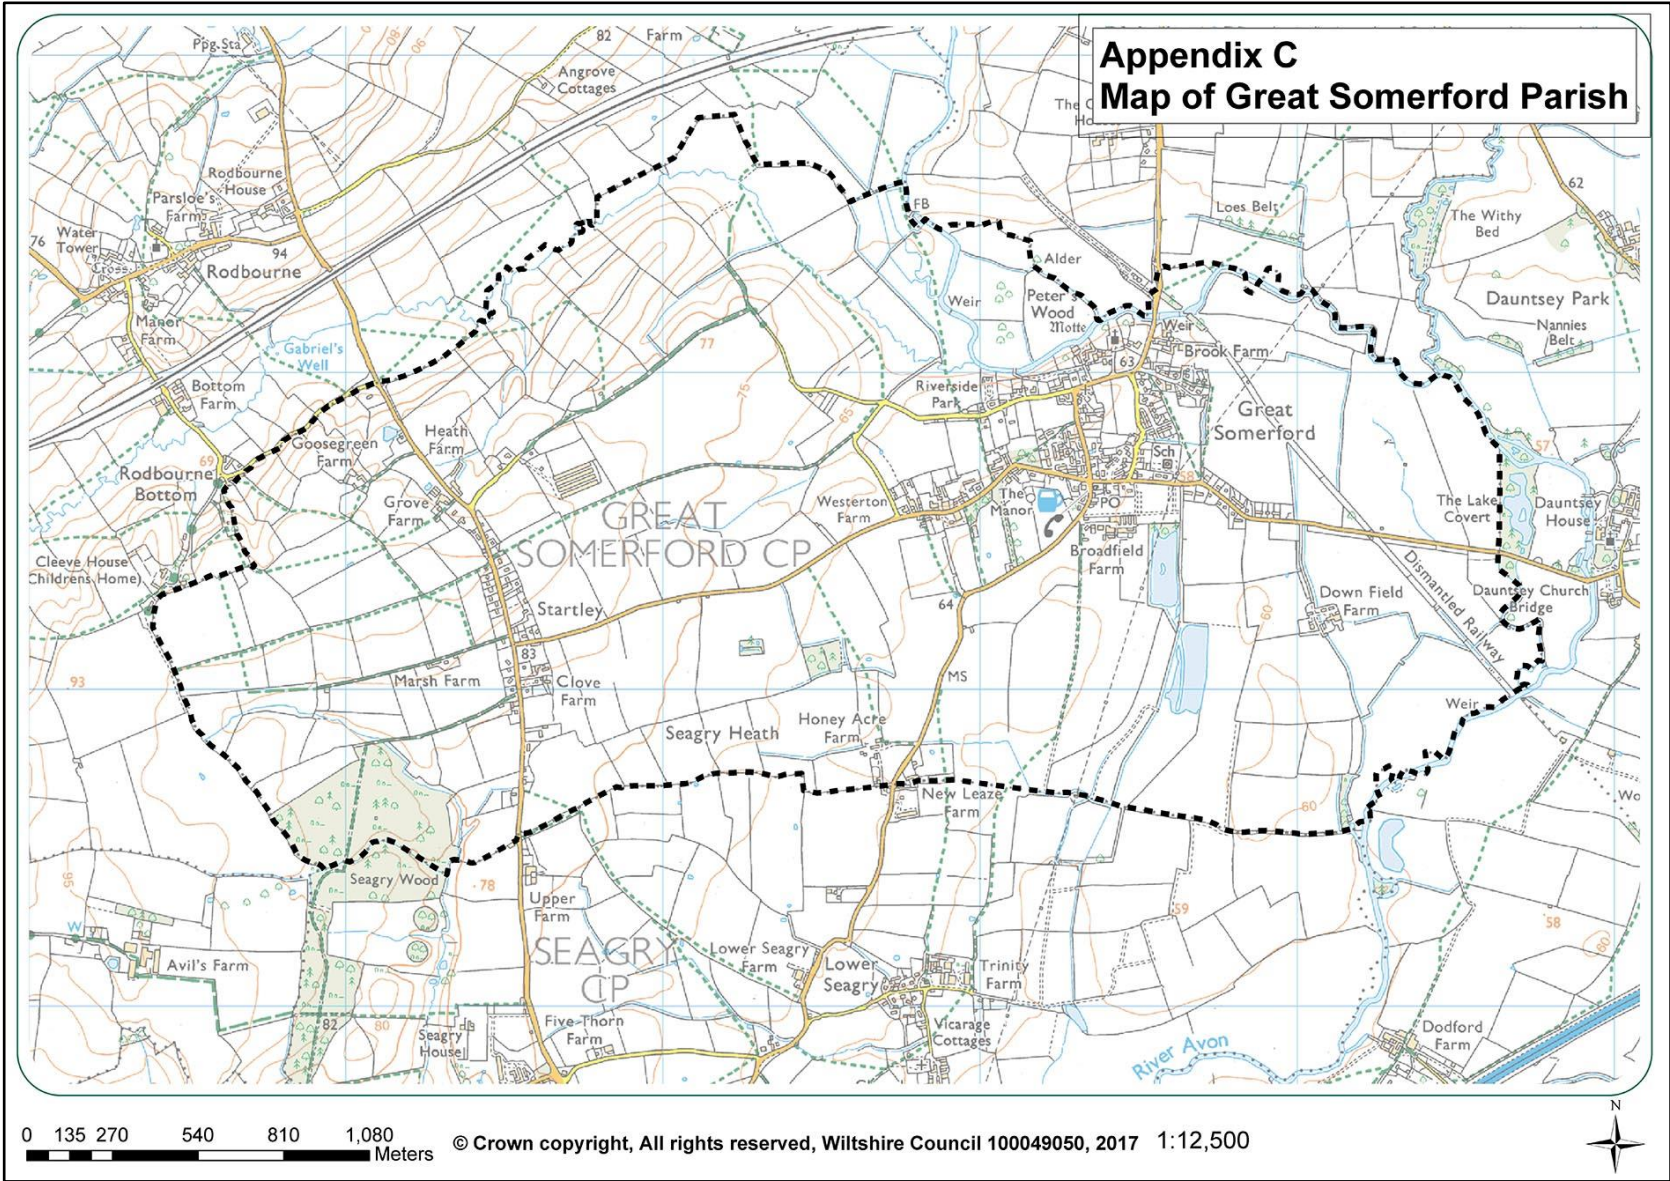 Appendix C
Map of Great Somerford Parish
Ppg Sta
82
Farm
Angrove
Cottages
Rodbourne
House
Parsloe's
Farm
Water
Tower
76
Cross
94
Rodbourne
Manor
Farm
Gabriel's
Well
Bottom
Farm
Goosegreen
Farm
Heath
Farm
69
Rodbourne
Bottom
Grove
Farm
Cleeve House
(Childrens Home)
77
75
65
FB
Alder
Weir
Peter's
Wood
Motte
Loes Belt
62
The Withy
Bed
Dauntsey Park
Nannies
Belt
Weir
Brook Farm
63
Riverside
Park
Great
Somerford
Sch
58
57
The Lake
Covert
Dauntsey
House
Westerton
Farm
The
Manor
PO
Broadfield
Farm
GREAT
SOMERFORD CP
64
60
Down Field
Farm
Dismantled Railway
Dauntsey Church
Bridge
Startley
83
Marsh Farm
Clove
Farm
93
MS
Weir
Honey Acre
Farm
Seagry Heath
New Leaze
Farm
60
Seagry Wood
78
95
Upper
Farm
59
58
60
W
Avil's Farm
SEAGRY
CP
Lower Seagry
Farm
Lower
Seagry
Trinity
Farm
82
80
Seagry
House
Five Thorn
Farm
Vicarage
Cottages
River Avon
Dodford
Farm
N
0 135 270 540 810 1,080
Meters
© Crown copyright, All rights reserved, Wiltshire Council 100049050, 2017 1:12,500